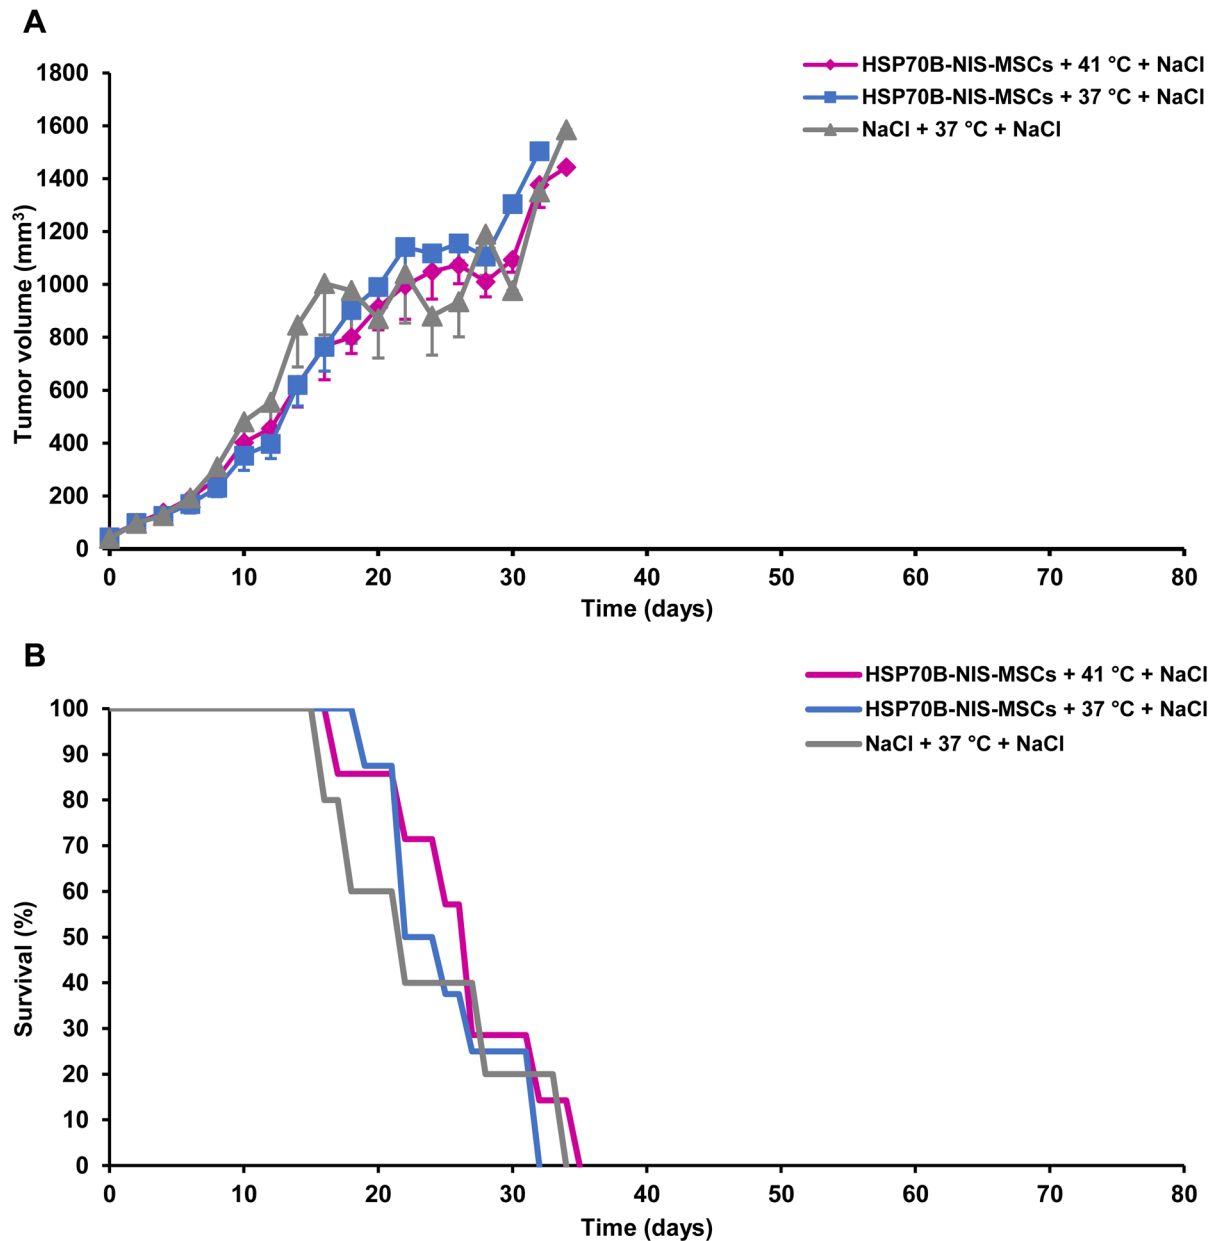 A
HSP70B-NIS-MSCs + 41 °C + NaCl
HSP70B-NIS-MSCs + 37 °C + NaCl
NaCl + 37 °C + NaCl
Tumor volume (mm³)
1800
1600
1400
1200
1000
800
600
400
200
0
0 10 20 30 40 50 60 70 80
Time (days)
B
HSP70B-NIS-MSCs + 41 °C + NaCl
HSP70B-NIS-MSCs + 37 °C + NaCl
NaCl + 37 °C + NaCl
Survival (%)
100
90
80
70
60
50
40
30
20
10
0
0 10 20 30 40 50 60 70 80
Time (days)